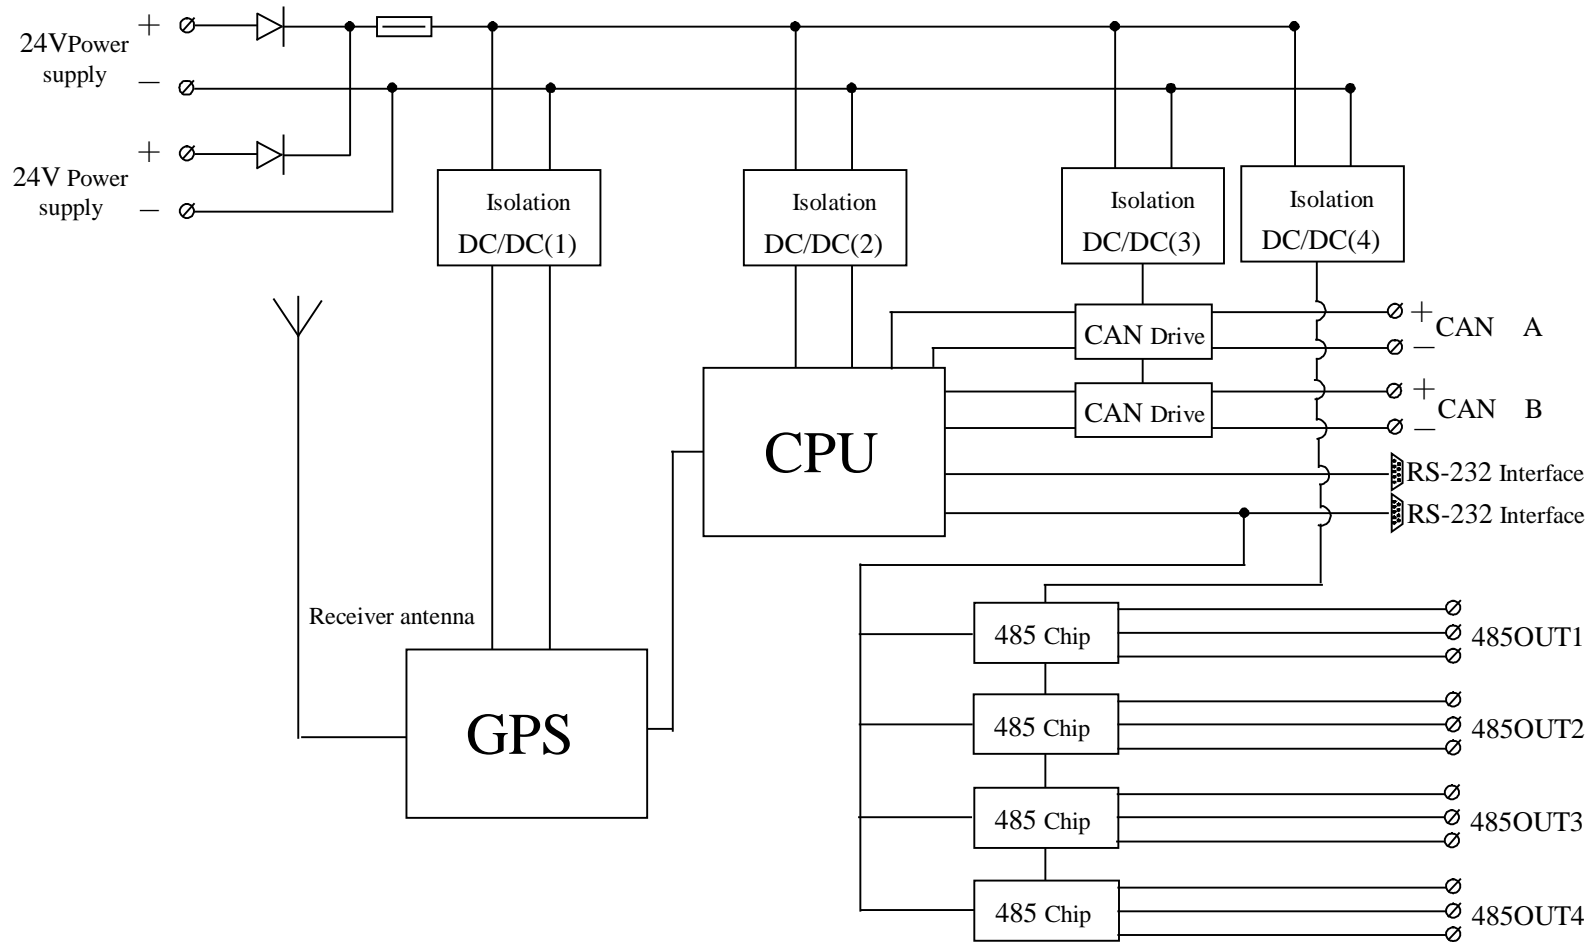 24VPower
supply
+
—
24V Power
supply
+
—
Isolation
DC/DC(1)
Isolation
DC/DC(2)
Isolation
DC/DC(3)
Isolation
DC/DC(4)
CAN Drive
+
—
CAN A
CAN Drive
+
—
CAN B
CPU
RS-232 Interface
RS-232 Interface
Receiver antenna
GPS
485 Chip
485OUT1
485 Chip
485OUT2
485 Chip
485OUT3
485 Chip
485OUT4